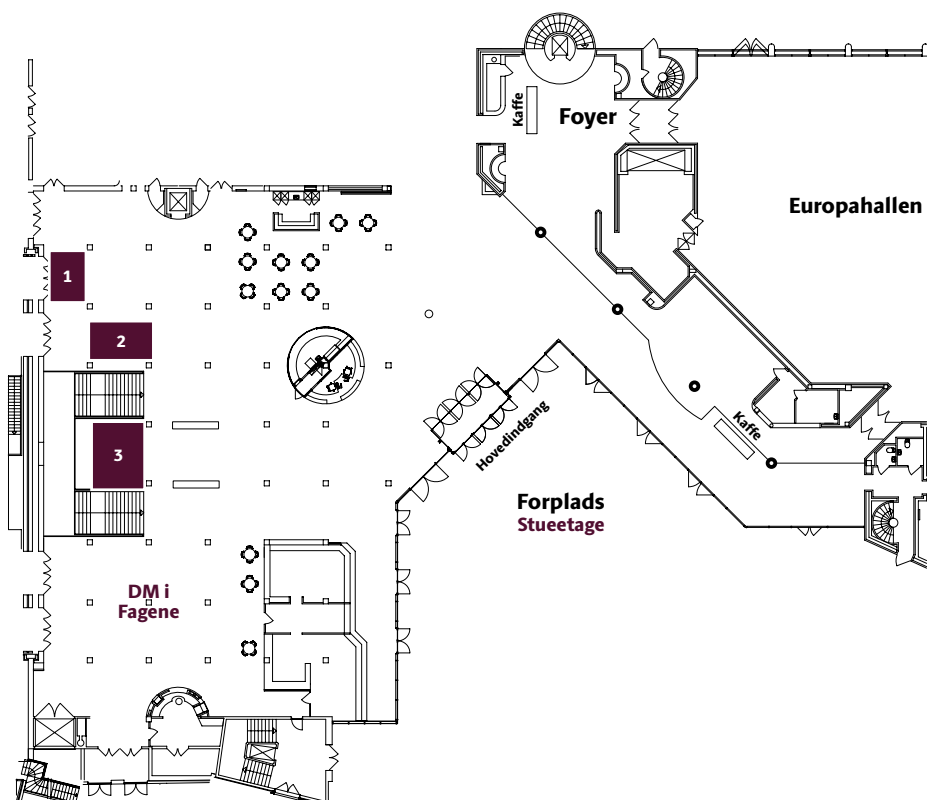 Kaffe
Foyer
Europahallen
1
2
3
Kaffe
Hovedindgang
Forplads
Stueetage
DM i
Fagene